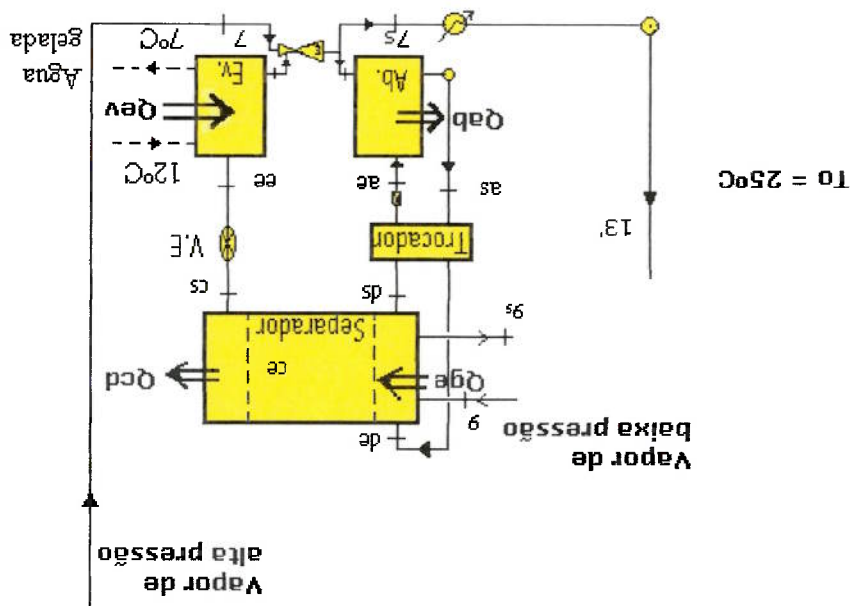 Vapor de
alta pressão
Vapor de
baixa pressão
de
9
Qge
ce
Qcd
9s
Separador
ds
cs
13'
Trocador
V.E
To = 25ºC
as
ae
ee
12ºC
Qab
Qev
Ab.
Ev.
Água
gelada
7ºC
7s
7